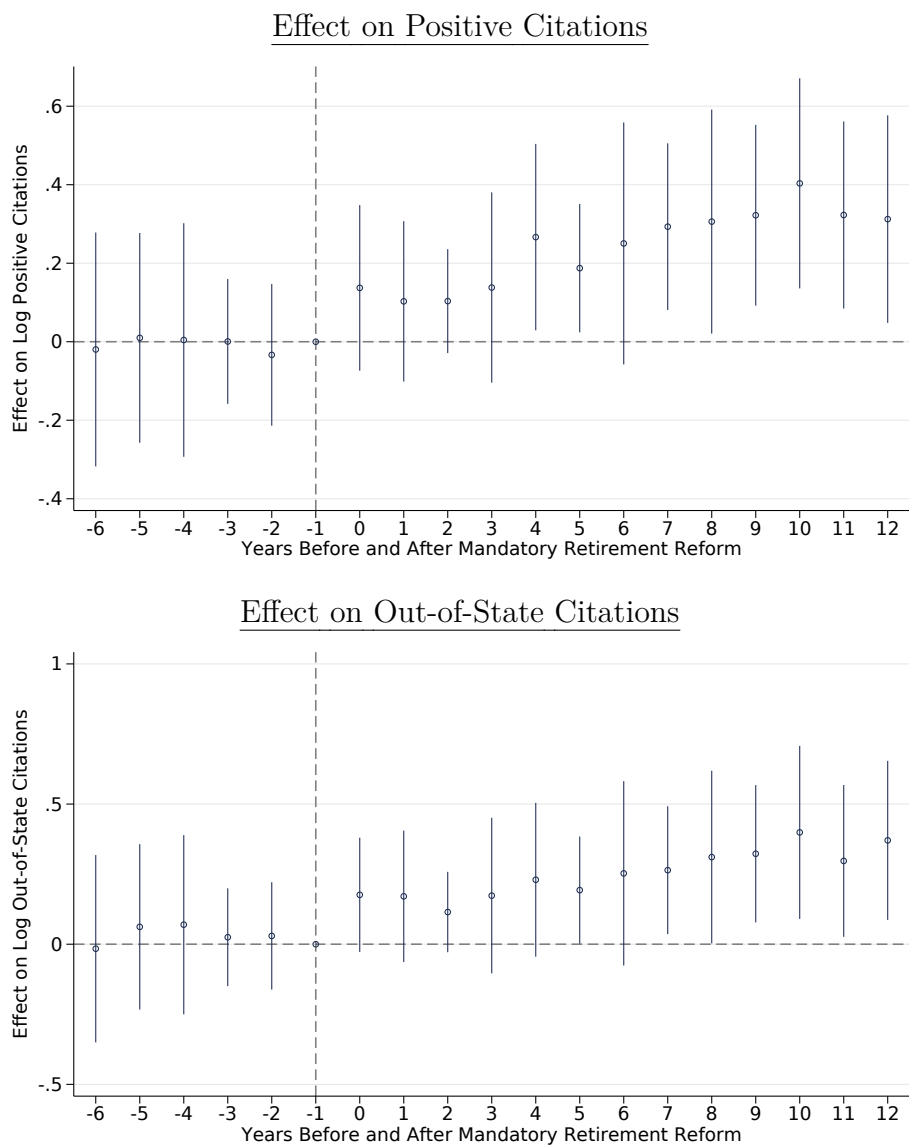 Effect on Positive Citations
Effect on Log Positive Citations
.6
.4
.2
0
-.2
-.4
-6 -5 -4 -3 -2 -1 0 1 2 3 4 5 6 7 8 9 10 11 12
Years Before and After Mandatory Retirement Reform
Effect on Out-of-State Citations
Effect on Log Out-of-State Citations
1
.5
0
-.5
-6 -5 -4 -3 -2 -1 0 1 2 3 4 5 6 7 8 9 10 11 12
Years Before and After Mandatory Retirement Reform